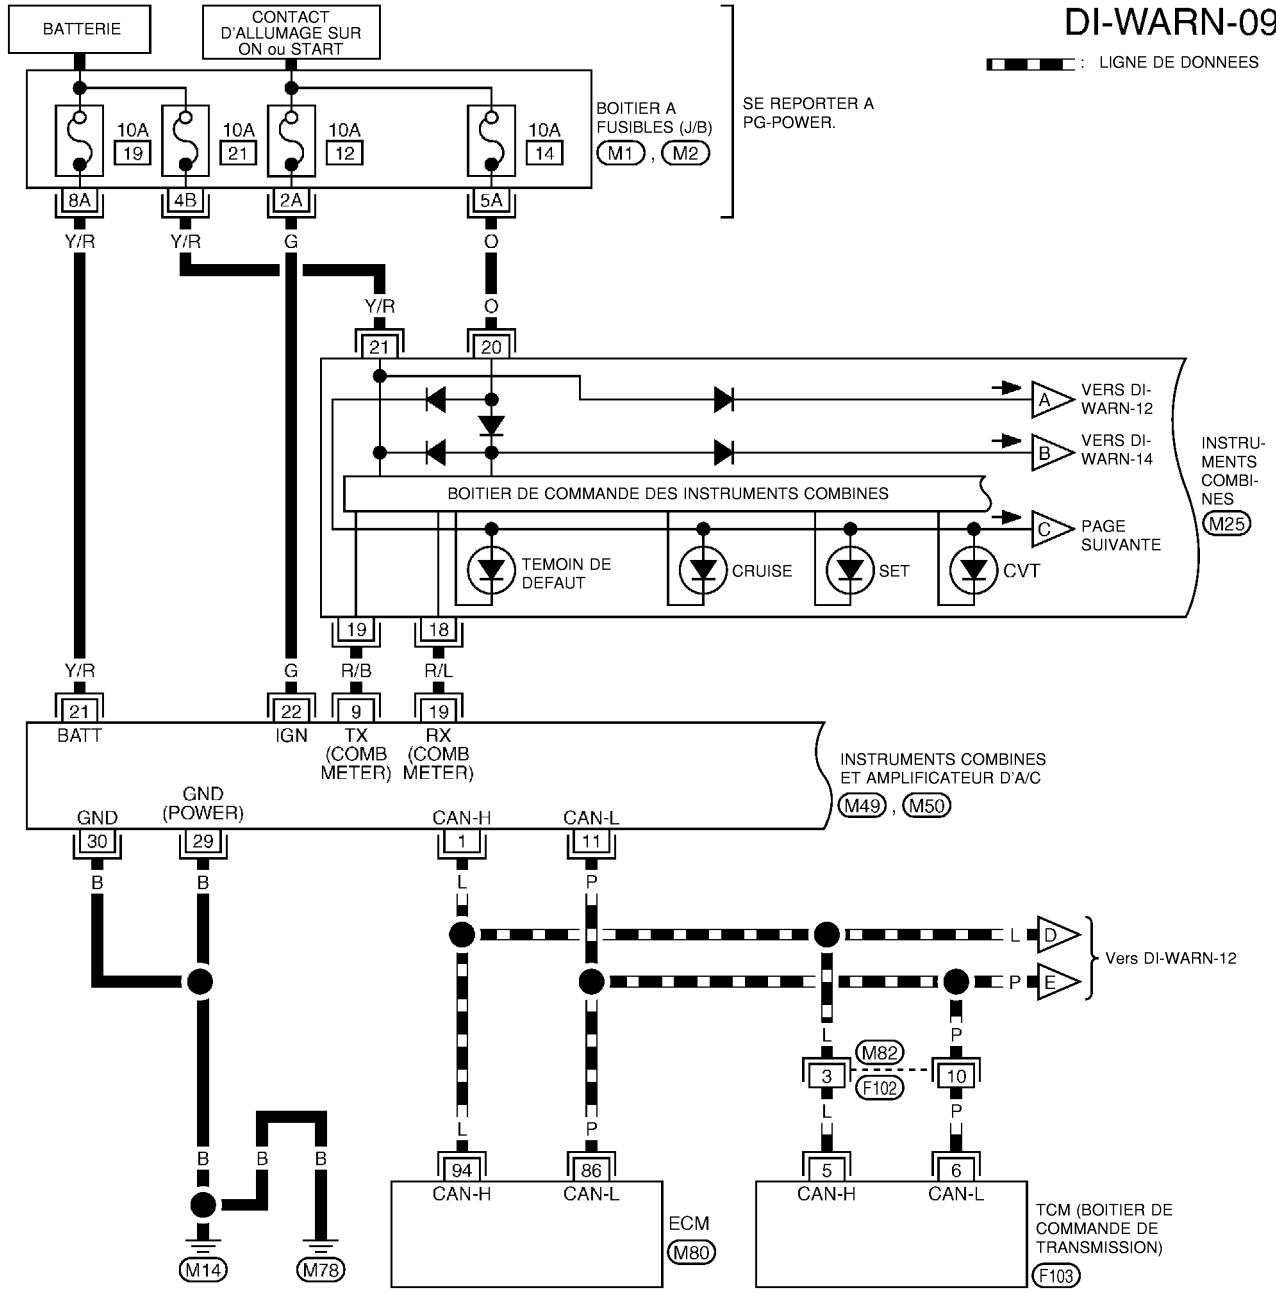 DI-WARN-09
: LIGNE DE DONNEES
BATTERIE
CONTACT
D'ALLUMAGE SUR
ON ou START
10A
19
10A
21
10A
12
10A
14
BOITIER A
FUSIBLES (J/B)
M1 , M2
SE REPORTER A
PG-POWER.
8A
4B
2A
5A
Y/R
Y/R
G
O
Y/R
O
21
20
A
VERS DI-
WARN-12
B
VERS DI-
WARN-14
INSTRU-
MENTS
COMBI-
NES
M25
BOITIER DE COMMANDE DES INSTRUMENTS COMBINES
C
PAGE
SUIVANTE
TEMOIN DE
DEFAUT
CRUISE
SET
CVT
19
18
Y/R
G
R/B
R/L
21
22
9
19
BATT
IGN
TX
(COMB
METER)
RX
(COMB
METER)
INSTRUMENTS COMBINES
ET AMPLIFICATEUR D'A/C
M49 , M50
GND
GND
(POWER)
CAN-H
CAN-L
30
29
1
11
B
B
L
P
L
D
P
E
Vers DI-WARN-12
L
P
M82
3
10
F102
L
P
L
P
B
B
B
94
86
5
6
CAN-H
CAN-L
CAN-H
CAN-L
ECM
M80
TCM (BOITIER DE
COMMANDE DE
TRANSMISSION)
F103
M14
M78